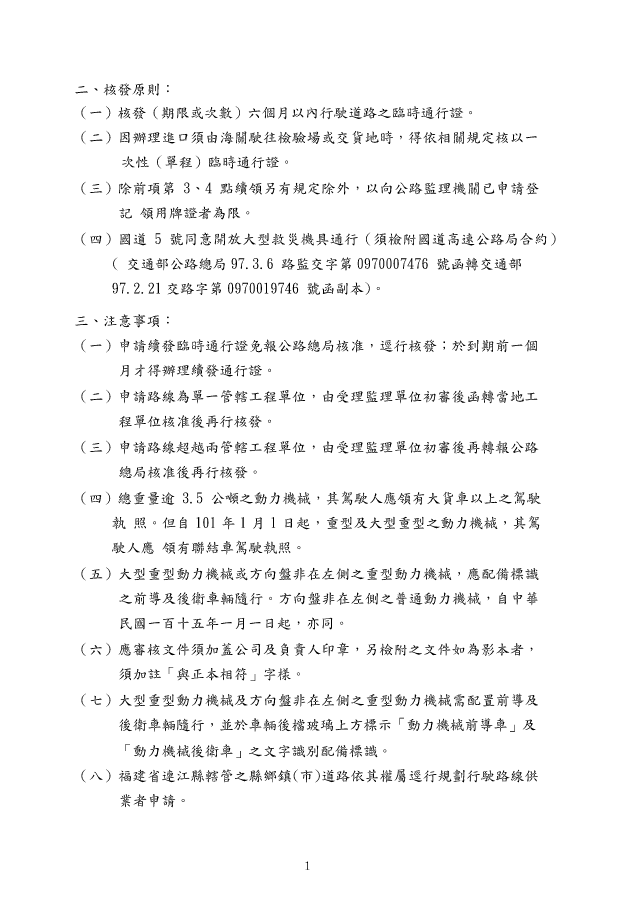 二、核發原則：
（一）核發（期限或次數）六個月以內行駛道路之臨時通行證。
（二）因辦理進口須由海關駛往檢驗場或交貨地時，得依相關規定核以一
次性（單程）臨時通行證。
（三）除前項第 3、4 點續領另有規定除外，以向公路監理機關已申請登
記 領用牌證者為限。
（四）國道 5 號同意開放大型救災機具通行（須檢附國道高速公路局合約）
( 交通部公路總局 97.3.6 路監交字第 0970007476 號函轉交通部
97.2.21 交路字第 0970019746 號函副本)。
三、注意事項：
（一）申請續發臨時通行證免報公路總局核准，逕行核發；於到期前一個
月才得辦理續發通行證。
（二）申請路線為單一管轄工程單位，由受理監理單位初審後函轉當地工
程單位核准後再行核發。
（三）申請路線超越兩管轄工程單位，由受理監理單位初審後再轉報公路
總局核准後再行核發。
（四）總重量逾 3.5 公噸之動力機械，其駕駛人應領有大貨車以上之駕駛
執 照。但自 101 年 1 月 1 日起，重型及大型重型之動力機械，其駕
駛人應 領有聯結車駕駛執照。
（五）大型重型動力機械或方向盤非在左側之重型動力機械，應配備標識
之前導及後衛車輛隨行。方向盤非在左側之普通動力機械，自中華
民國一百十五年一月一日起，亦同。
（六）應審核文件須加蓋公司及負責人印章，另檢附之文件如為影本者，
須加註「與正本相符」字樣。
（七）大型重型動力機械及方向盤非在左側之重型動力機械需配置前導及
後衛車輛隨行，並於車輛後檔玻璃上方標示「動力機械前導車」及
「動力機械後衛車」之文字識別配備標識。
（八）福建省連江縣轄管之縣鄉鎮(市)道路依其權屬逕行規劃行駛路線供
業者申請。
1